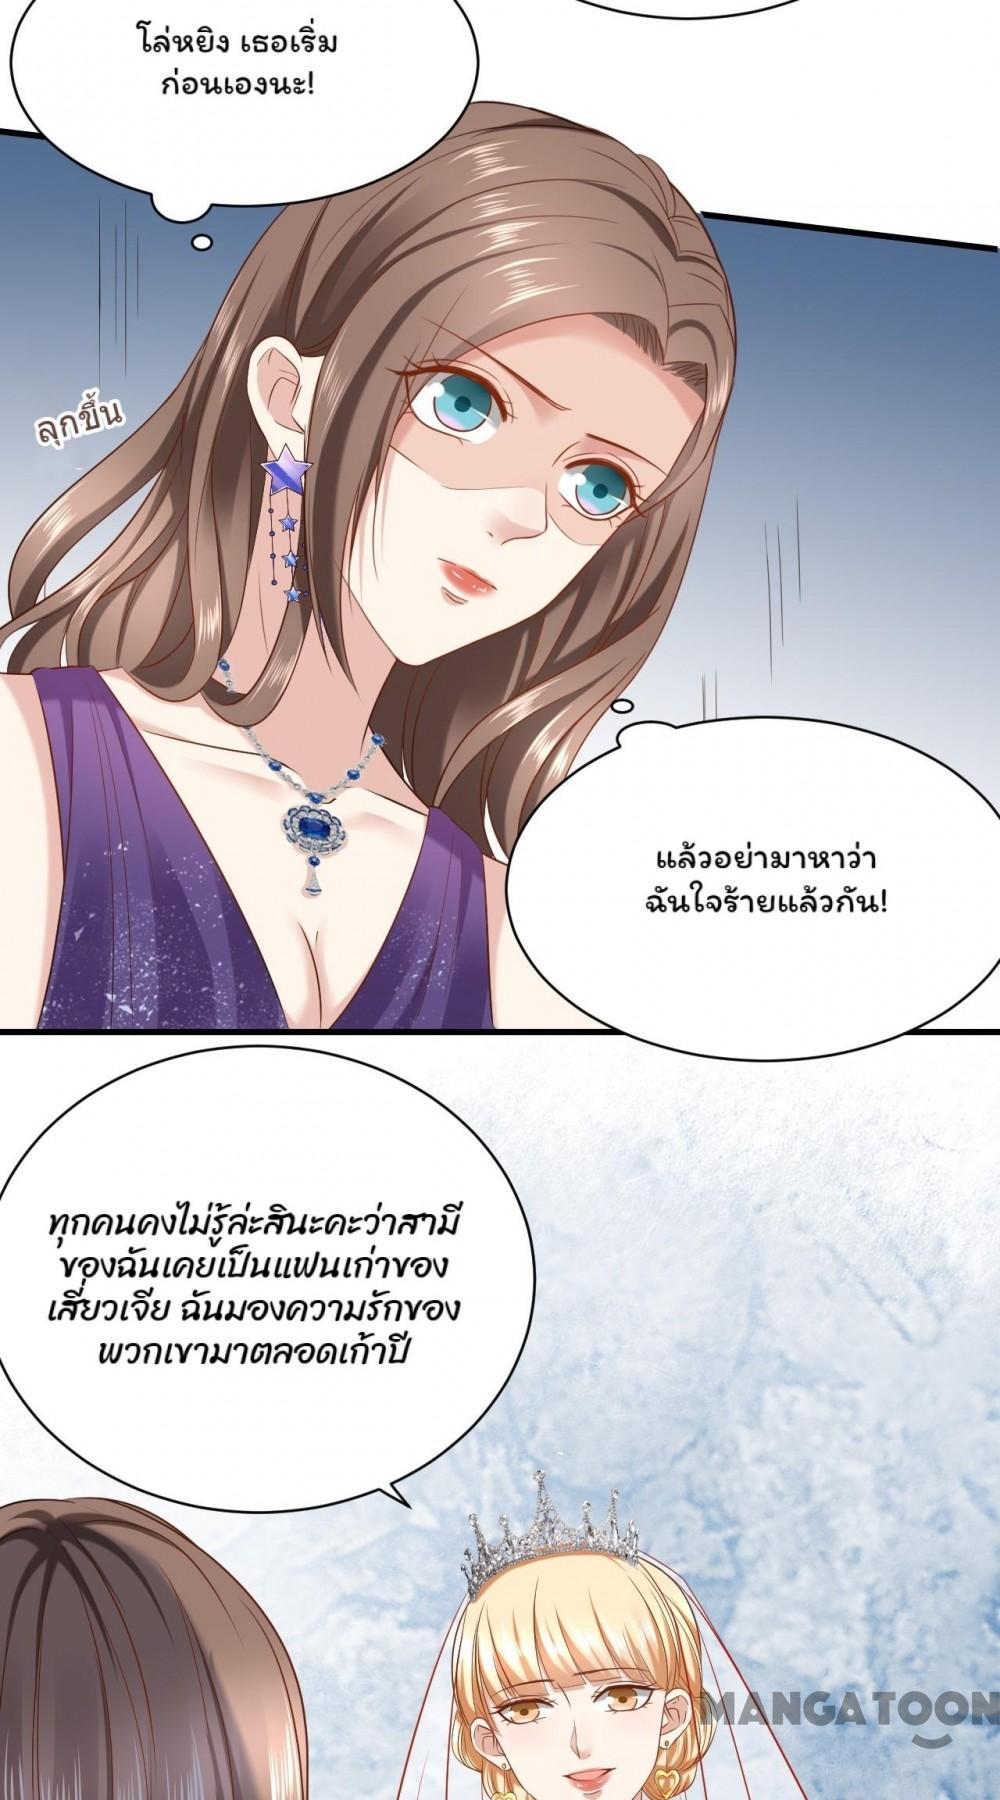 โล่หยิง เธอเริ่ม
ก่อนเองนะ!
ลุกขึ้น
แล้วอย่ามาหาว่า
ฉันใจร้ายแล้วกัน!
ทุกคนคงไม่รู้ล่ะสินะคะว่าสามี
ของฉันเคยเป็นแฟนเก่าของ
เสี่ยวเจีย ฉันมองความรักของ
พวกเขามาตลอดเก้าปี
MANGATOON